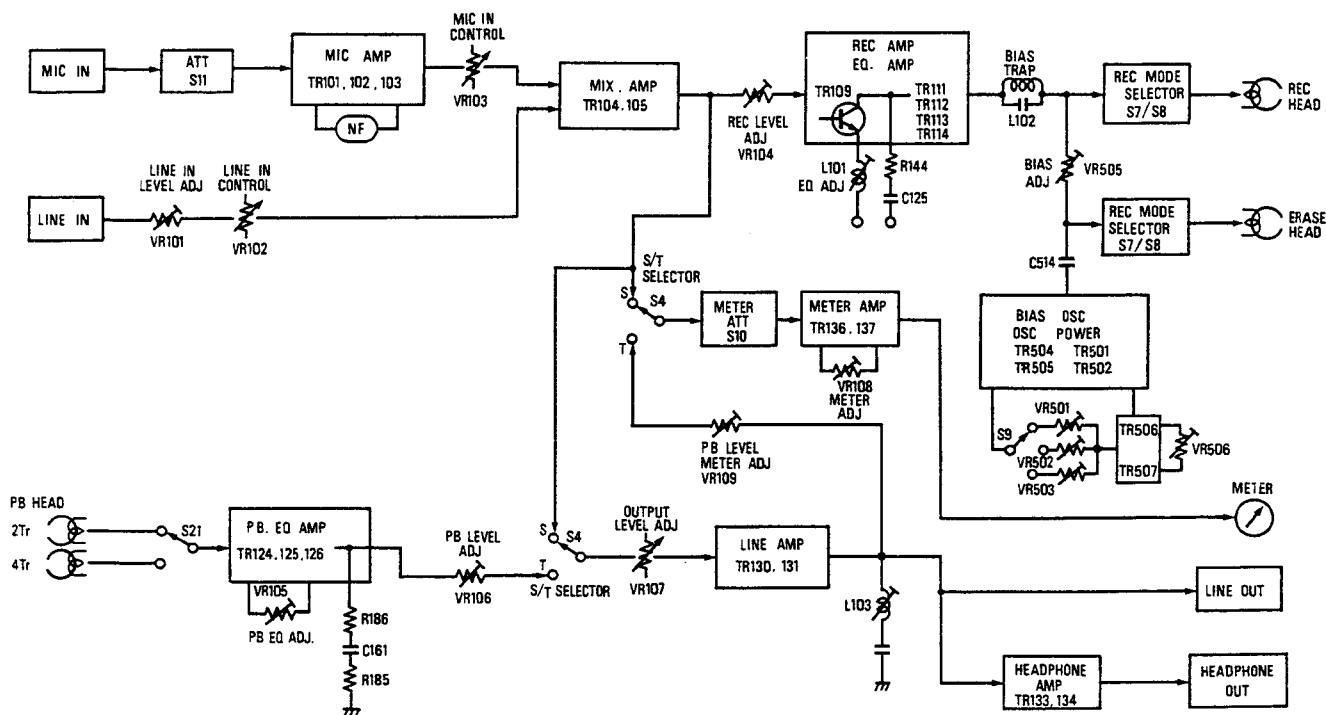 MIC IN
ATT
S11
MIC AMP
TR101, 102, 103
NF
MIC IN
CONTROL
VR103
MIX. AMP
TR104.105
REC LEVEL
ADJ
VR104
REC AMP
EQ. AMP
TR109
TR111
TR112
TR113
TR114
L101
EQ ADJ
R144
C125
BIAS
TRAP
L102
REC MODE
SELECTOR
S7/S8
REC
HEAD
BIAS
ADJ
VR505
REC MODE
SELECTOR
S7/S8
ERASE
HEAD
C514
LINE IN
LINE IN
LEVEL ADJ
VR101
LINE IN
CONTROL
VR102
S/T
SELECTOR
S
S4
T
METER
ATT
S10
METER AMP
TR136.137
VR108
METER
ADJ
BIAS OSC
OSC POWER
TR504 TR501
TR505 TR502
S9
VR501
VR502
VR503
TR506
TR507
VR506
PB LEVEL
METER ADJ
VR109
METER
PB HEAD
2Tr
4Tr
S21
PB. EQ AMP
TR124.125,126
VR105
PB EQ ADJ.
R186
C161
R185
PB LEVEL
ADJ
VR106
S
S4
T
S/T SELECTOR
OUTPUT
LEVEL ADJ
VR107
LINE AMP
TR130. 131
L103
LINE OUT
HEADPHONE
AMP
TR133, 134
HEADPHONE
OUT